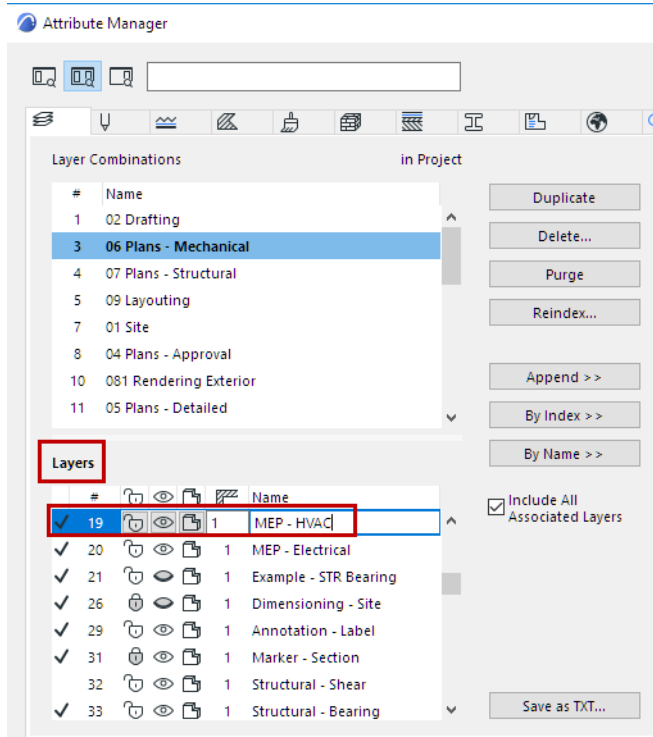 Attribute Manager
Layer Combinations in Project
# Name
1 02 Drafting
3 06 Plans - Mechanical
4 07 Plans - Structural
5 09 Layouting
7 01 Site
8 04 Plans - Approval
10 081 Rendering Exterior
11 05 Plans - Detailed
Duplicate
Delete...
Purge
Reindex...
Append >>
By Index >>
By Name >>
Include All
Associated Layers
Save as TXT...
Layers
# Name
19 1 MEP - HVAC
20 1 MEP - Electrical
21 1 Example - STR Bearing
26 1 Dimensioning - Site
29 1 Annotation - Label
31 1 Marker - Section
32 1 Structural - Shear
33 1 Structural - Bearing